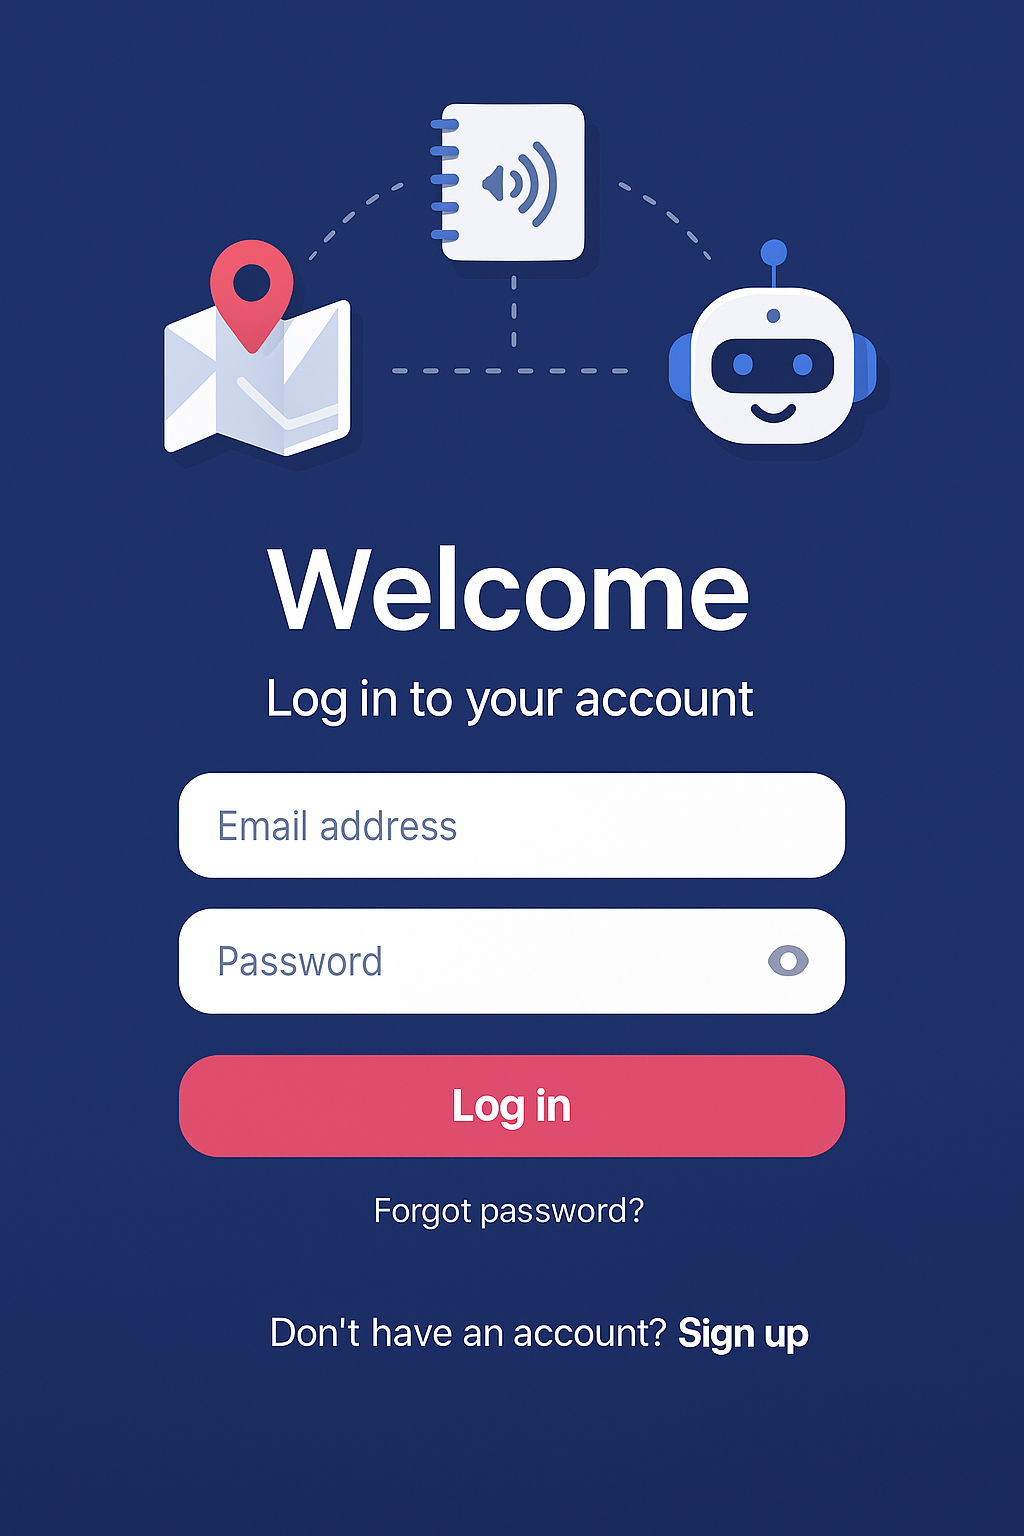 Welcome
Log in to your account
Email address
Password
Log in
Forgot password?
Don't have an account? Sign up